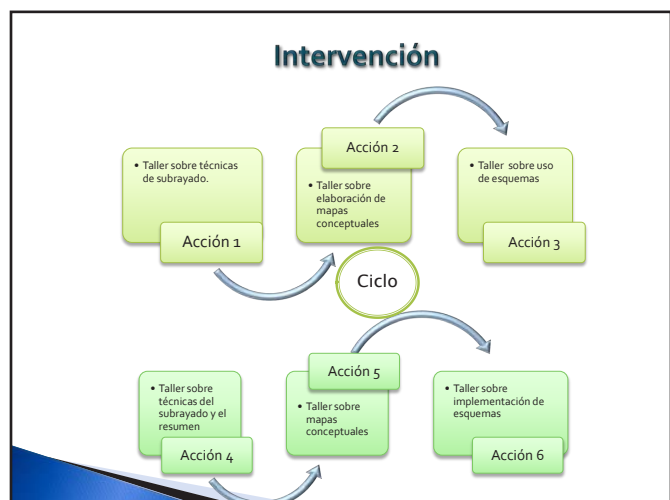 Intervención
• Taller sobre técnicas
de subrayado.
Acción 1
Acción 2
• Taller sobre
elaboración de
mapas
conceptuales
• Taller sobre uso
de esquemas
Acción 3
Ciclo
• Taller sobre
técnicas del
subrayado y el
resumen
Acción 4
Acción 5
• Taller sobre
mapas
conceptuales
• Taller sobre
implementación de
esquemas
Acción 6